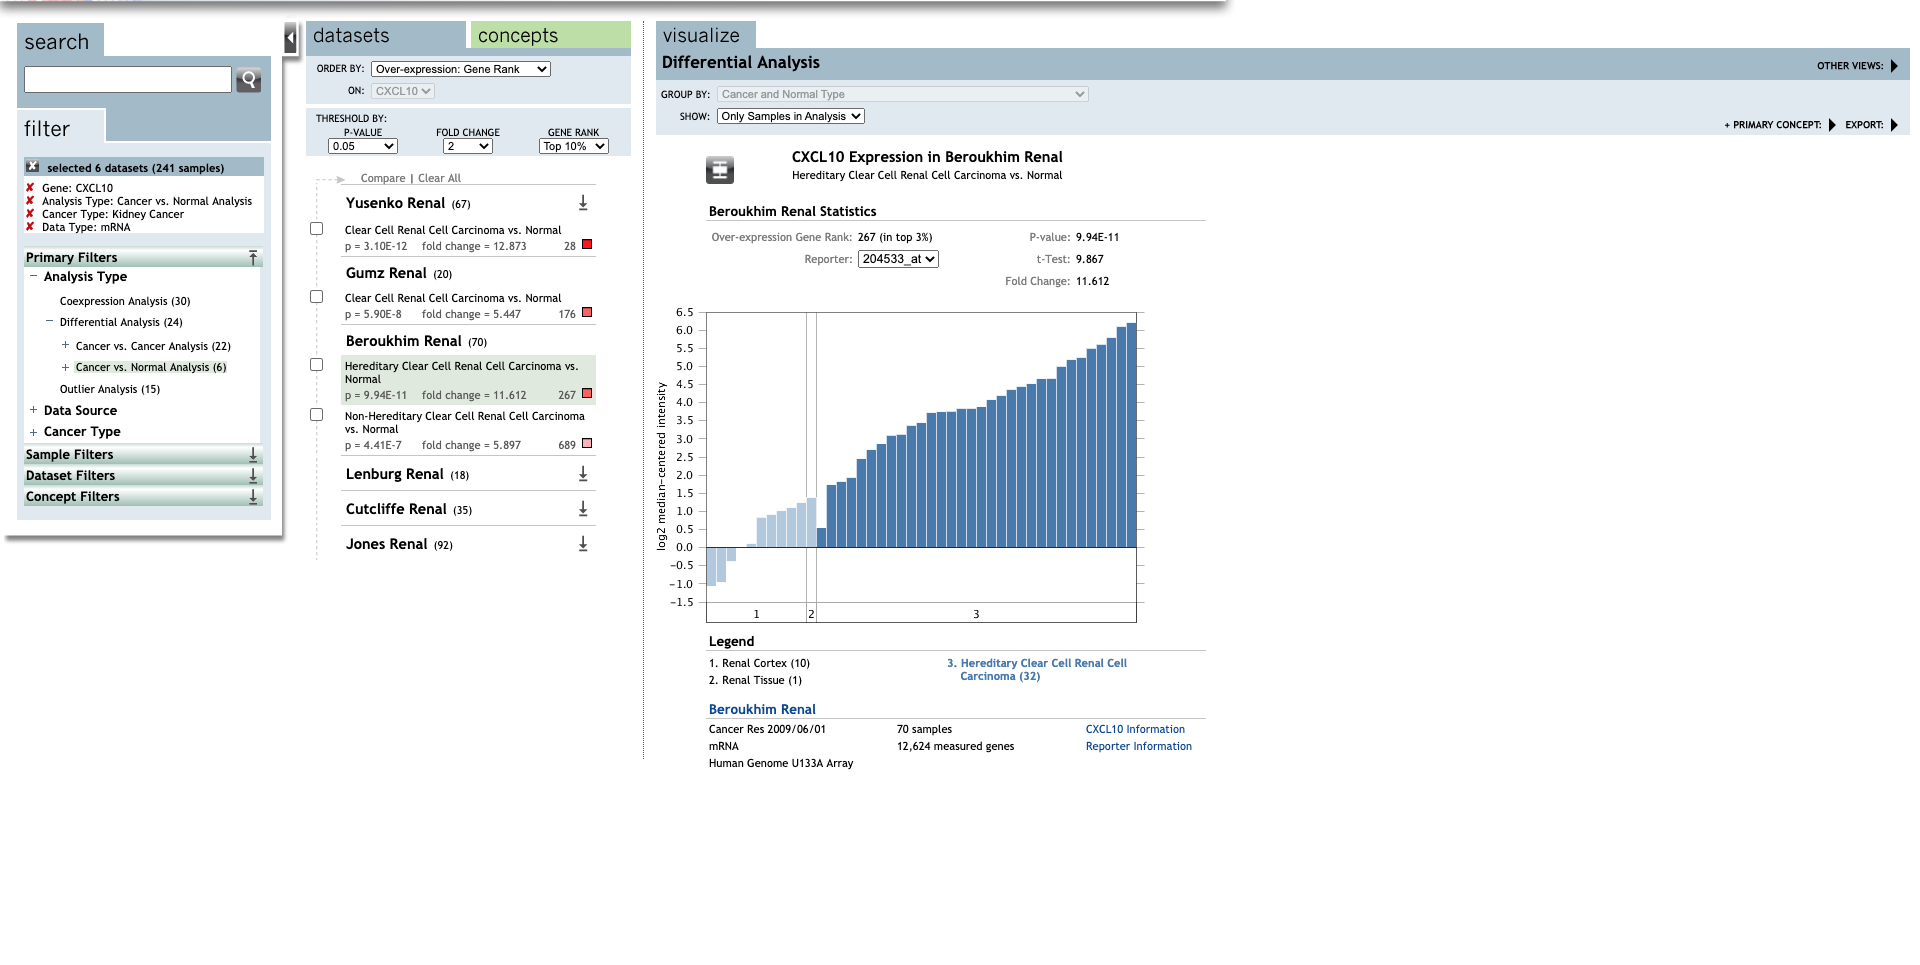 search
filter
selected 6 datasets (241 samples)
Gene: CXCL10
Analysis Type: Cancer vs. Normal Analysis
Cancer Type: Kidney Cancer
Data Type: mRNA
Primary Filters
Analysis Type
Coexpression Analysis (30)
Differential Analysis (24)
Cancer vs. Cancer Analysis (22)
Cancer vs. Normal Analysis (6)
Outlier Analysis (15)
Data Source
Cancer Type
Sample Filters
Dataset Filters
Concept Filters
datasets
concepts
ORDER BY: Over-expression: Gene Rank
ON: CXCL10
THRESHOLD BY:
P-VALUE FOLD CHANGE GENE RANK
0.05 2 Top 10%
Compare | Clear All
Yusenko Renal (67)
Clear Cell Renal Cell Carcinoma vs. Normal
p = 3.10E-12 fold change = 12.873 28
Gumz Renal (20)
Clear Cell Renal Cell Carcinoma vs. Normal
p = 5.90E-8 fold change = 5.447 176
Beroukhim Renal (70)
Hereditary Clear Cell Renal Cell Carcinoma vs.
Normal
p = 9.94E-11 fold change = 11.612 267
Non-Hereditary Clear Cell Renal Cell Carcinoma
vs. Normal
p = 4.41E-7 fold change = 5.897 689
Lenburg Renal (18)
Cutcliffe Renal (35)
Jones Renal (92)
visualize
Differential Analysis
OTHER VIEWS:
GROUP BY: Cancer and Normal Type
SHOW: Only Samples in Analysis
+ PRIMARY CONCEPT: EXPORT:
CXCL10 Expression in Beroukhim Renal
Hereditary Clear Cell Renal Cell Carcinoma vs. Normal
Beroukhim Renal Statistics
Over-expression Gene Rank: 267 (in top 3%) P-value: 9.94E-11
Reporter: 204533_at t-Test: 9.867
Fold Change: 11.612
log2 median-centered intensity
6.5
6.0
5.5
5.0
4.5
4.0
3.5
3.0
2.5
2.0
1.5
1.0
0.5
0.0
-0.5
-1.0
-1.5
1 2 3
Legend
1. Renal Cortex (10)
2. Renal Tissue (1)
3. Hereditary Clear Cell Renal Cell
Carcinoma (32)
Beroukhim Renal
Cancer Res 2009/06/01 70 samples CXCL10 Information
mRNA 12,624 measured genes Reporter Information
Human Genome U133A Array